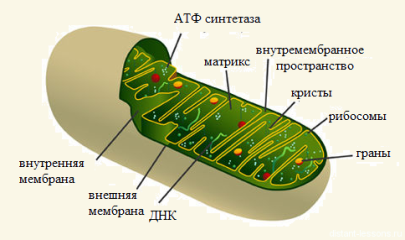 АТФ синтетаза
внутремембранное
пространство
матрикс
кристы
рибосомы
граны
внутренняя
мембрана
внешняя
мембрана
ДНК